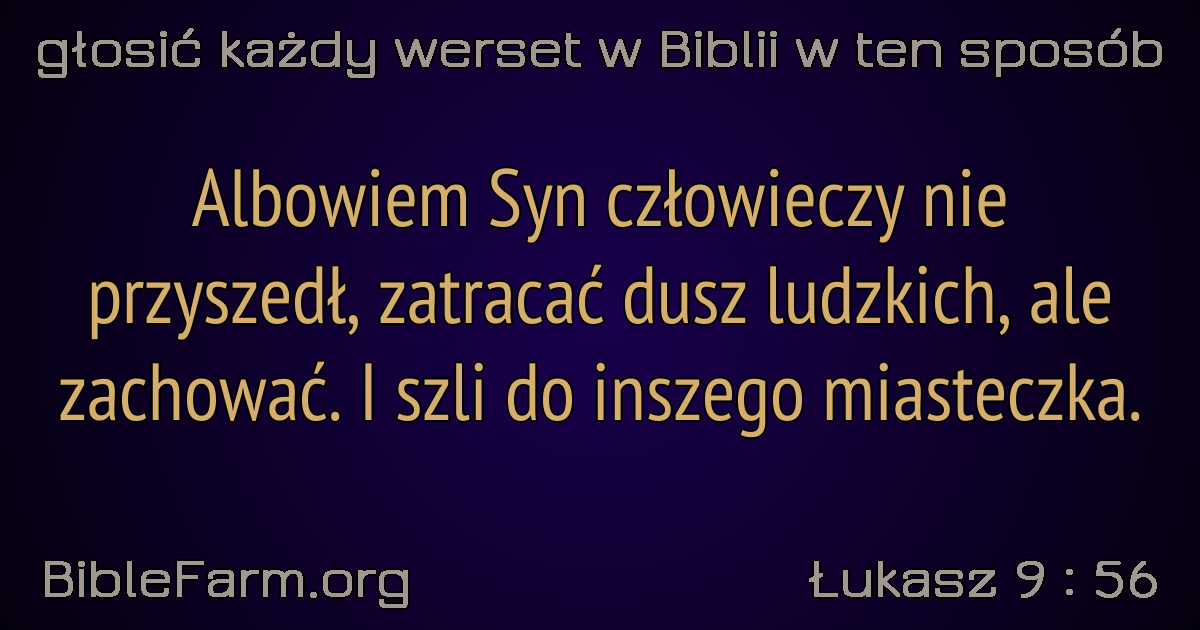 głosić każdy werset w Biblii w ten sposób
Albowiem Syn człowieczy nie
przyszedł, zatracać dusz ludzkich, ale
zachować. I szli do inszego miasteczka.
BibleFarm.org
Łukasz 9 : 56